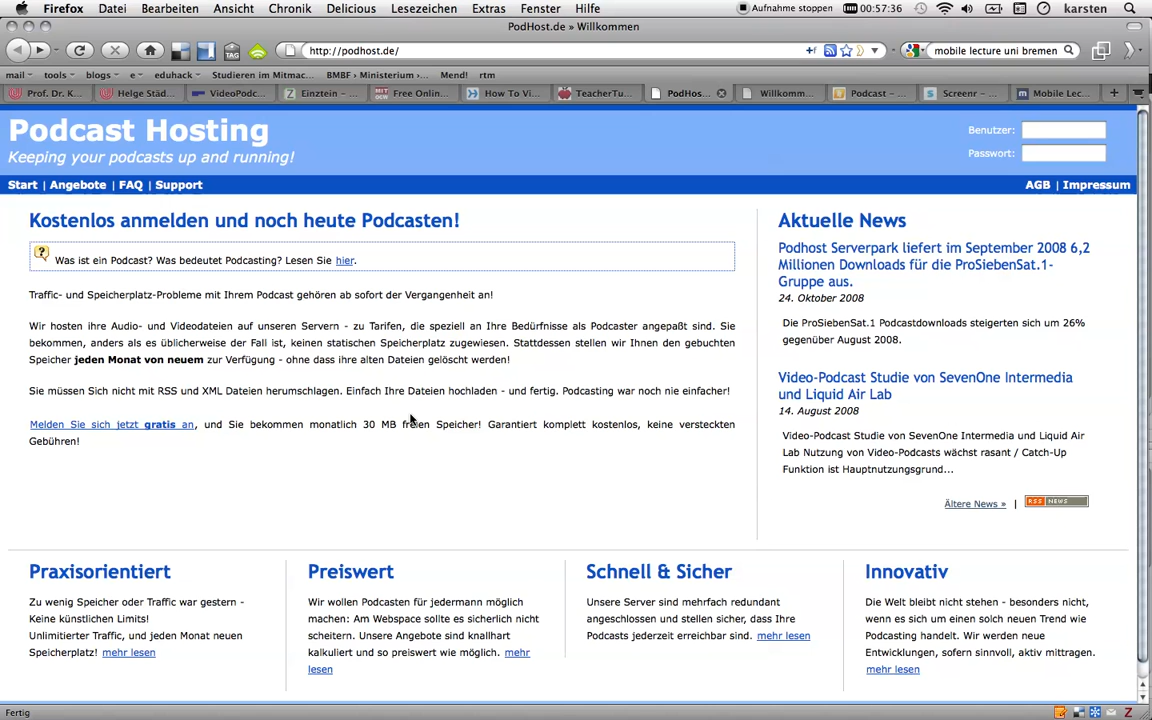 Firefox Datei Bearbeiten Ansicht Chronik Delicious Lesezeichen Extras Fenster Hilfe Aufnahme stoppen 00:57:36 karsten
PodHost.de » Willkommen
http://podhost.de/ mobile lecture uni bremen
mail tools blogs e eduhack Studieren im Mitmac... BMBF › Ministerium ›... Mend! rtm
Prof. Dr. K... Helge Städ... VideoPodc... Einztein – ... Free Onlin... How To Vi... TeacherTu... PodHos... Willkomm... Podcast – ... Screenr – ... Mobile Lec...
Podcast Hosting
Keeping your podcasts up and running!
Benutzer:
Passwort:
Start | Angebote | FAQ | Support AGB | Impressum
Kostenlos anmelden und noch heute Podcasten!
Was ist ein Podcast? Was bedeutet Podcasting? Lesen Sie hier.
Traffic- und Speicherplatz-Probleme mit Ihrem Podcast gehören ab sofort der Vergangenheit an!
Wir hosten ihre Audio- und Videodateien auf unseren Servern - zu Tarifen, die speziell an Ihre Bedürfnisse als Podcaster angepaßt sind. Sie
bekommen, anders als es üblicherweise der Fall ist, keinen statischen Speicherplatz zugewiesen. Stattdessen stellen wir Ihnen den gebuchten
Speicher jeden Monat von neuem zur Verfügung - ohne dass ihre alten Dateien gelöscht werden!
Sie müssen Sich nicht mit RSS und XML Dateien herumschlagen. Einfach Ihre Dateien hochladen - und fertig. Podcasting war noch nie einfacher!
Melden Sie sich jetzt gratis an, und Sie bekommen monatlich 30 MB freien Speicher! Garantiert komplett kostenlos, keine versteckten
Gebühren!
Aktuelle News
Podhost Serverpark liefert im September 2008 6,2
Millionen Downloads für die ProSiebenSat.1-
Gruppe aus.
24. Oktober 2008
Die ProSiebenSat.1 Podcastdownloads steigerten sich um 26%
gegenüber August 2008.
Video-Podcast Studie von SevenOne Intermedia
und Liquid Air Lab
14. August 2008
Video-Podcast Studie von SevenOne Intermedia und Liquid Air
Lab Nutzung von Video-Podcasts wächst rasant / Catch-Up
Funktion ist Hauptnutzungsgrund...
Ältere News » | RSS NEWS
Praxisorientiert
Zu wenig Speicher oder Traffic war gestern -
Keine künstlichen Limits!
Unlimitierter Traffic, und jeden Monat neuen
Speicherplatz! mehr lesen
Preiswert
Wir wollen Podcasten für jedermann möglich
machen: Am Webspace sollte es sicherlich nicht
scheitern. Unsere Angebote sind knallhart
kalkuliert und so preiswert wie möglich. mehr
lesen
Schnell & Sicher
Unsere Server sind mehrfach redundant
angeschlossen und stellen sicher, dass Ihre
Podcasts jederzeit erreichbar sind. mehr lesen
Innovativ
Die Welt bleibt nicht stehen - besonders nicht,
wenn es sich um einen solch neuen Trend wie
Podcasting handelt. Wir werden neue
Entwicklungen, sofern sinnvoll, aktiv mittragen.
mehr lesen
Fertig